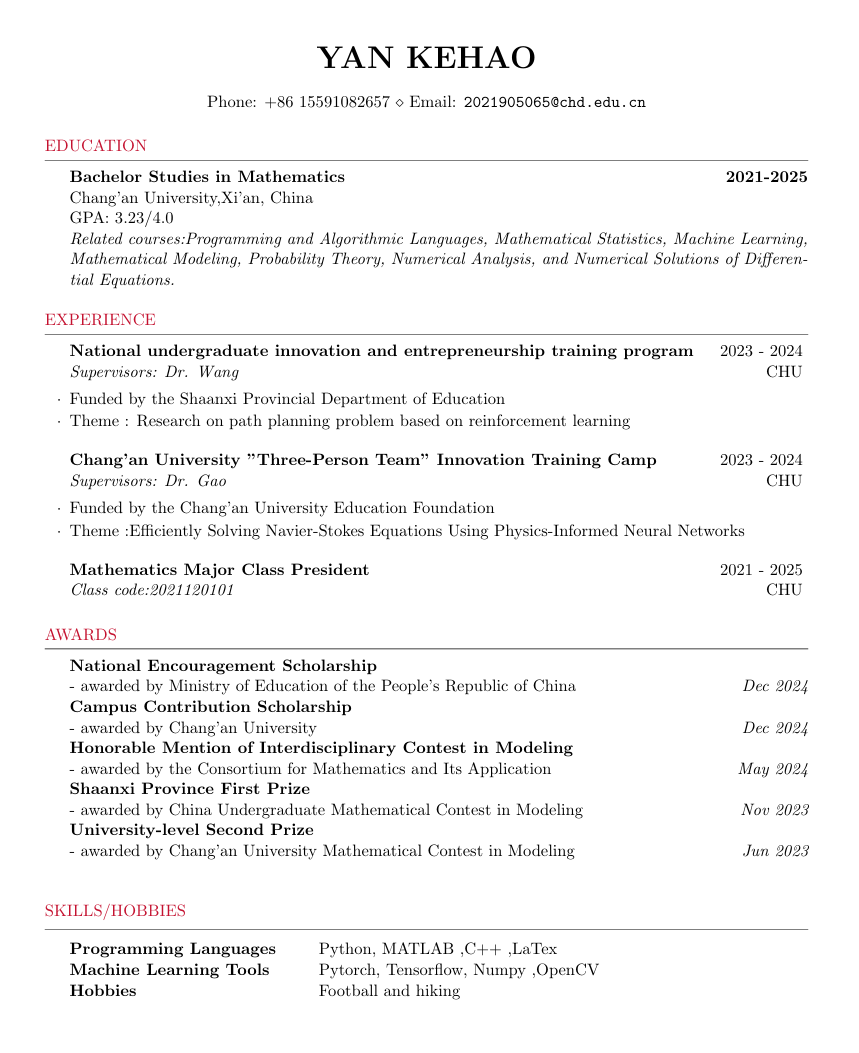 YAN KEHAO
Phone: +86 15591082657 ⋄ Email: 2021905065@chd.edu.cn
EDUCATION
Bachelor Studies in Mathematics 2021-2025
Chang'an University,Xi'an, China
GPA: 3.23/4.0
Related courses:Programming and Algorithmic Languages, Mathematical Statistics, Machine Learning,
Mathematical Modeling, Probability Theory, Numerical Analysis, and Numerical Solutions of Differen-
tial Equations.
EXPERIENCE
National undergraduate innovation and entrepreneurship training program 2023 - 2024
Supervisors: Dr. Wang CHU
· Funded by the Shaanxi Provincial Department of Education
· Theme : Research on path planning problem based on reinforcement learning
Chang'an University ”Three-Person Team” Innovation Training Camp 2023 - 2024
Supervisors: Dr. Gao CHU
· Funded by the Chang'an University Education Foundation
· Theme :Efficiently Solving Navier-Stokes Equations Using Physics-Informed Neural Networks
Mathematics Major Class President 2021 - 2025
Class code:2021120101 CHU
AWARDS
National Encouragement Scholarship
- awarded by Ministry of Education of the People's Republic of China Dec 2024
Campus Contribution Scholarship
- awarded by Chang'an University Dec 2024
Honorable Mention of Interdisciplinary Contest in Modeling
- awarded by the Consortium for Mathematics and Its Application May 2024
Shaanxi Province First Prize
- awarded by China Undergraduate Mathematical Contest in Modeling Nov 2023
University-level Second Prize
- awarded by Chang'an University Mathematical Contest in Modeling Jun 2023
SKILLS/HOBBIES
Programming Languages Python, MATLAB ,C++ ,LaTex
Machine Learning Tools Pytorch, Tensorflow, Numpy ,OpenCV
Hobbies Football and hiking